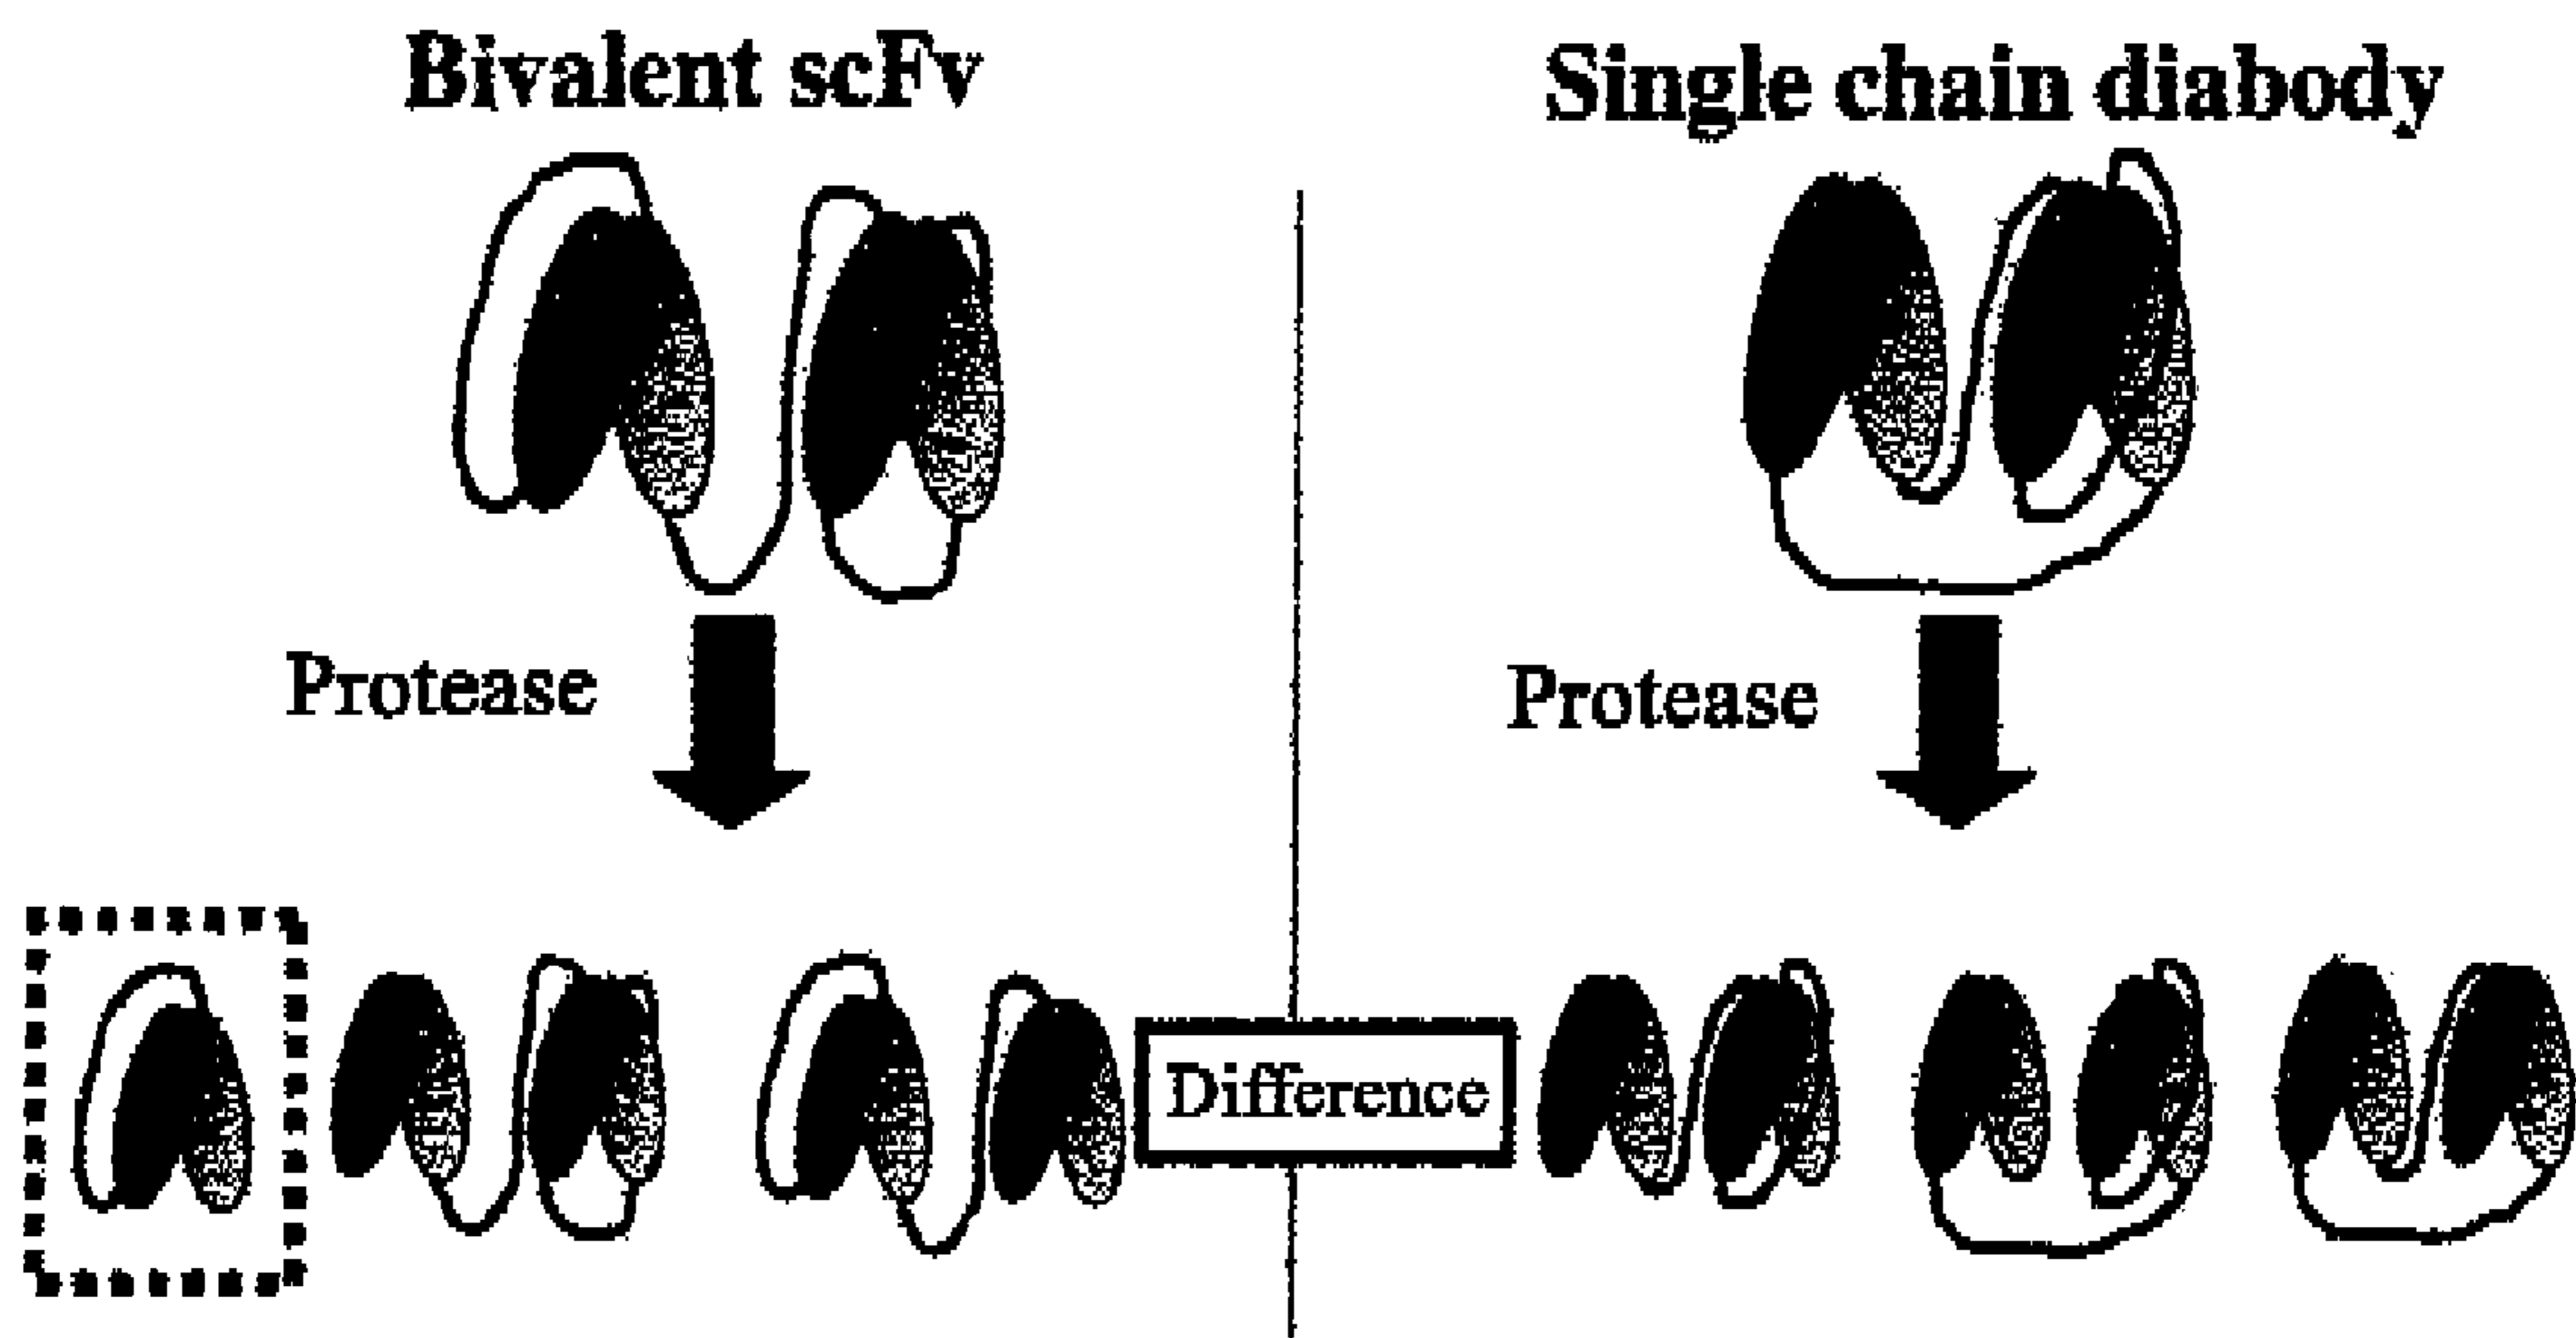 Bivalent scFv
Single chain diabody
Protease
Protease
Difference